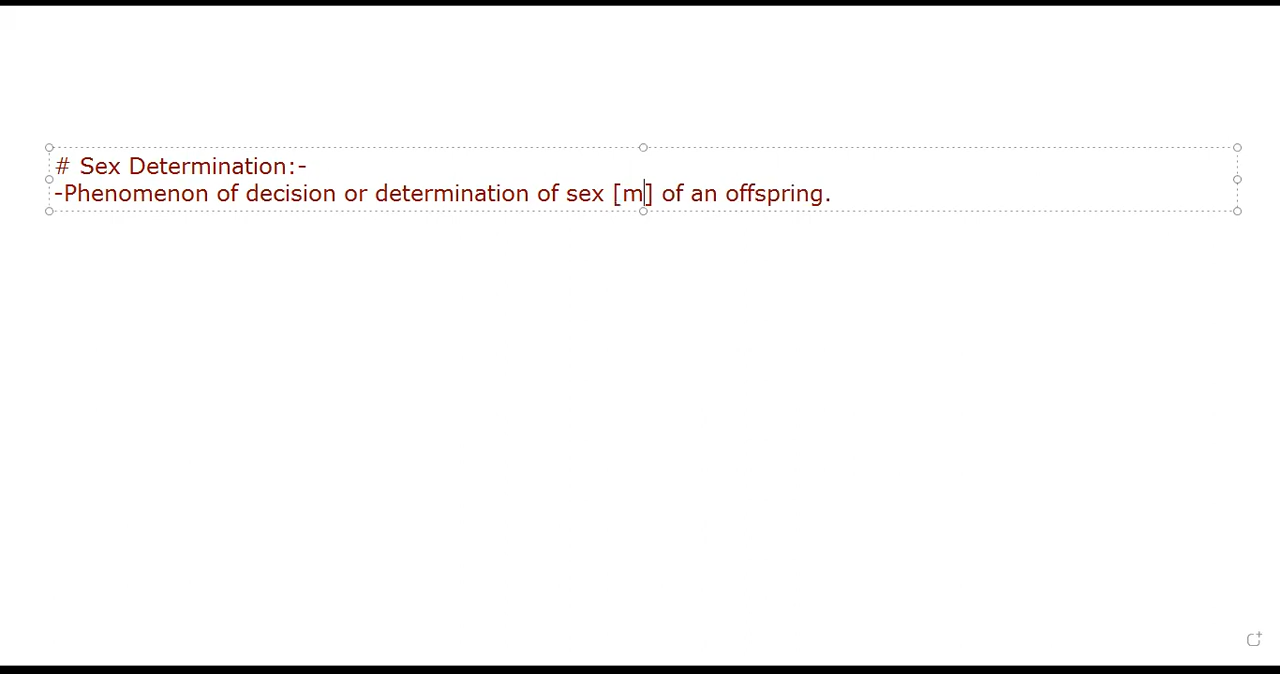 # Sex Determination:-
-Phenomenon of decision or determination of sex [m] of an offspring.